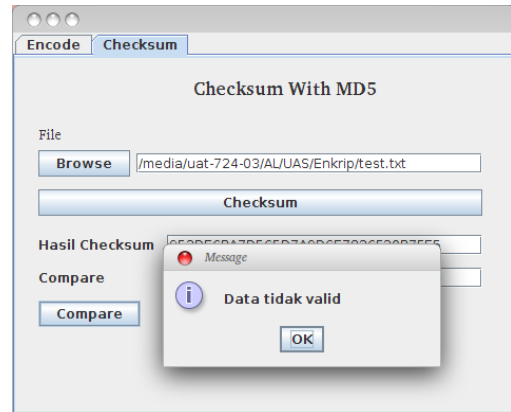 Encode Checksum
Checksum With MD5
File
Browse /media/uat-724-03/AL/UAS/Enkrip/test.txt
Checksum
Hasil Checksum
Message
Compare
Data tidak valid
Compare
OK